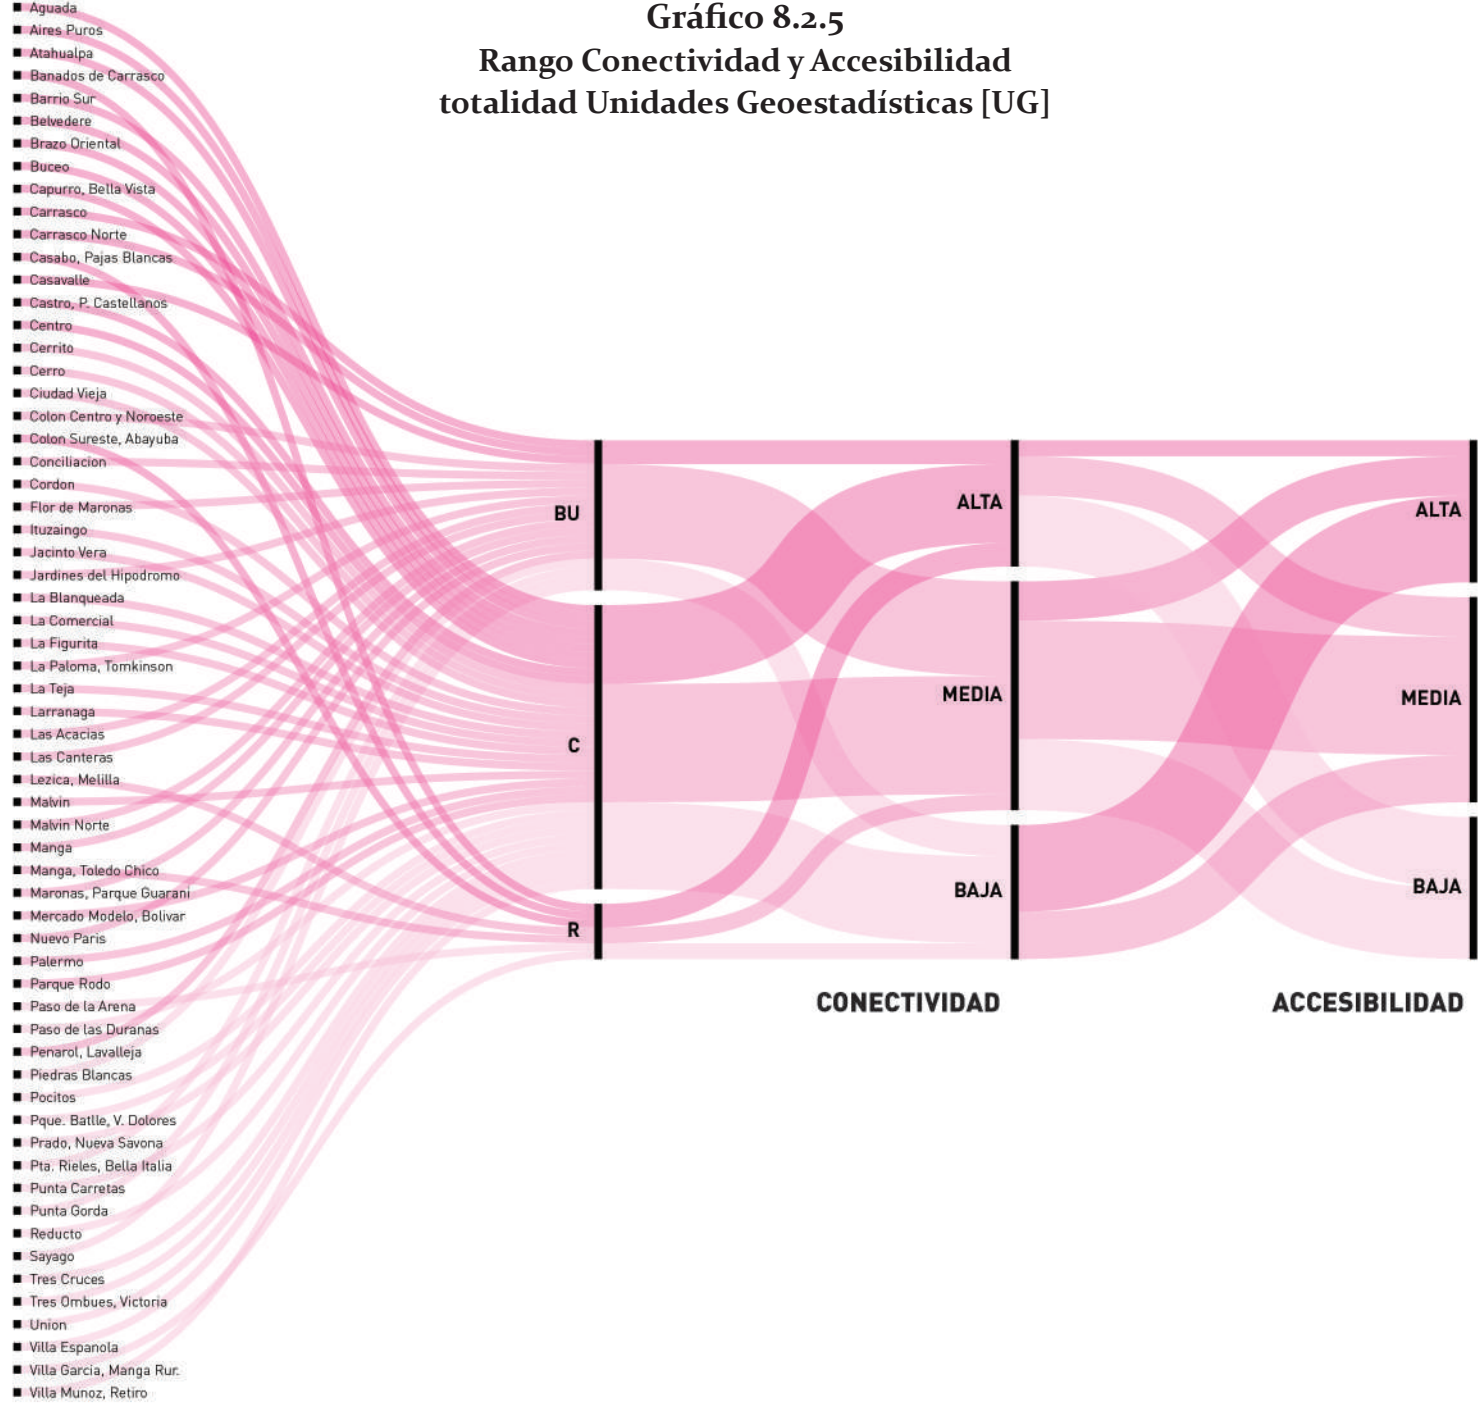 Gráfico 8.2.5
Rango Conectividad y Accesibilidad
totalidad Unidades Geoestadísticas [UG]
Aguada
Aires Puros
Atahualpa
Banados de Carrasco
Barrio Sur
Belvedere
Brazo Oriental
Buceo
Capurro, Bella Vista
Carrasco
Carrasco Norte
Casabo, Pajas Blancas
Casavalle
Castro, P. Castellanos
Centro
Cerrito
Cerro
Ciudad Vieja
Colon Centro y Noroeste
Colon Sureste, Abayuba
Conciliacion
Cordon
Flor de Maronas
Ituzaingo
Jacinto Vera
Jardines del Hipodromo
La Blanqueada
La Comercial
La Figurita
La Paloma, Tomkinson
La Teja
Larranaga
Las Acacias
Las Canteras
Lezica, Melilla
Malvin
Malvin Norte
Manga
Manga, Toledo Chico
Maronas, Parque Guarani
Mercado Modelo, Bolivar
Nuevo Paris
Palermo
Parque Rodo
Paso de la Arena
Paso de las Duranas
Penarol, Lavalleja
Piedras Blancas
Pocitos
Pque. Batlle, V. Dolores
Prado, Nueva Savona
Pta. Rieles, Bella Italia
Punta Carretas
Punta Gorda
Reducto
Sayago
Tres Cruces
Tres Ombues, Victoria
Union
Villa Espanola
Villa Garcia, Manga Rur.
Villa Munoz, Retiro
BU
C
R
ALTA
MEDIA
BAJA
CONECTIVIDAD
ALTA
MEDIA
BAJA
ACCESIBILIDAD